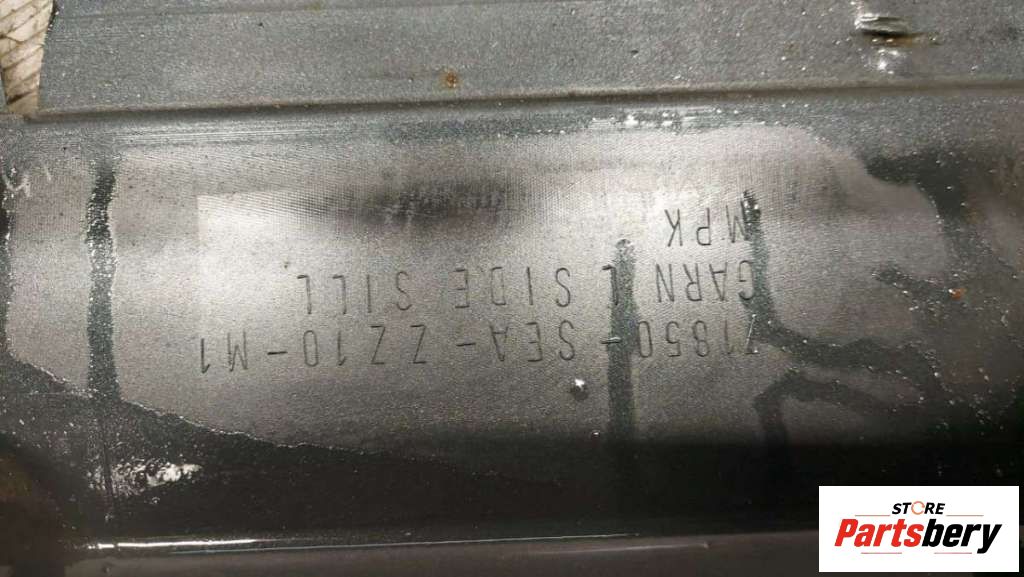 71850-SEA-ZZ10-M1
GARN L SIDE SILL
MPK
STORE
Partsbery